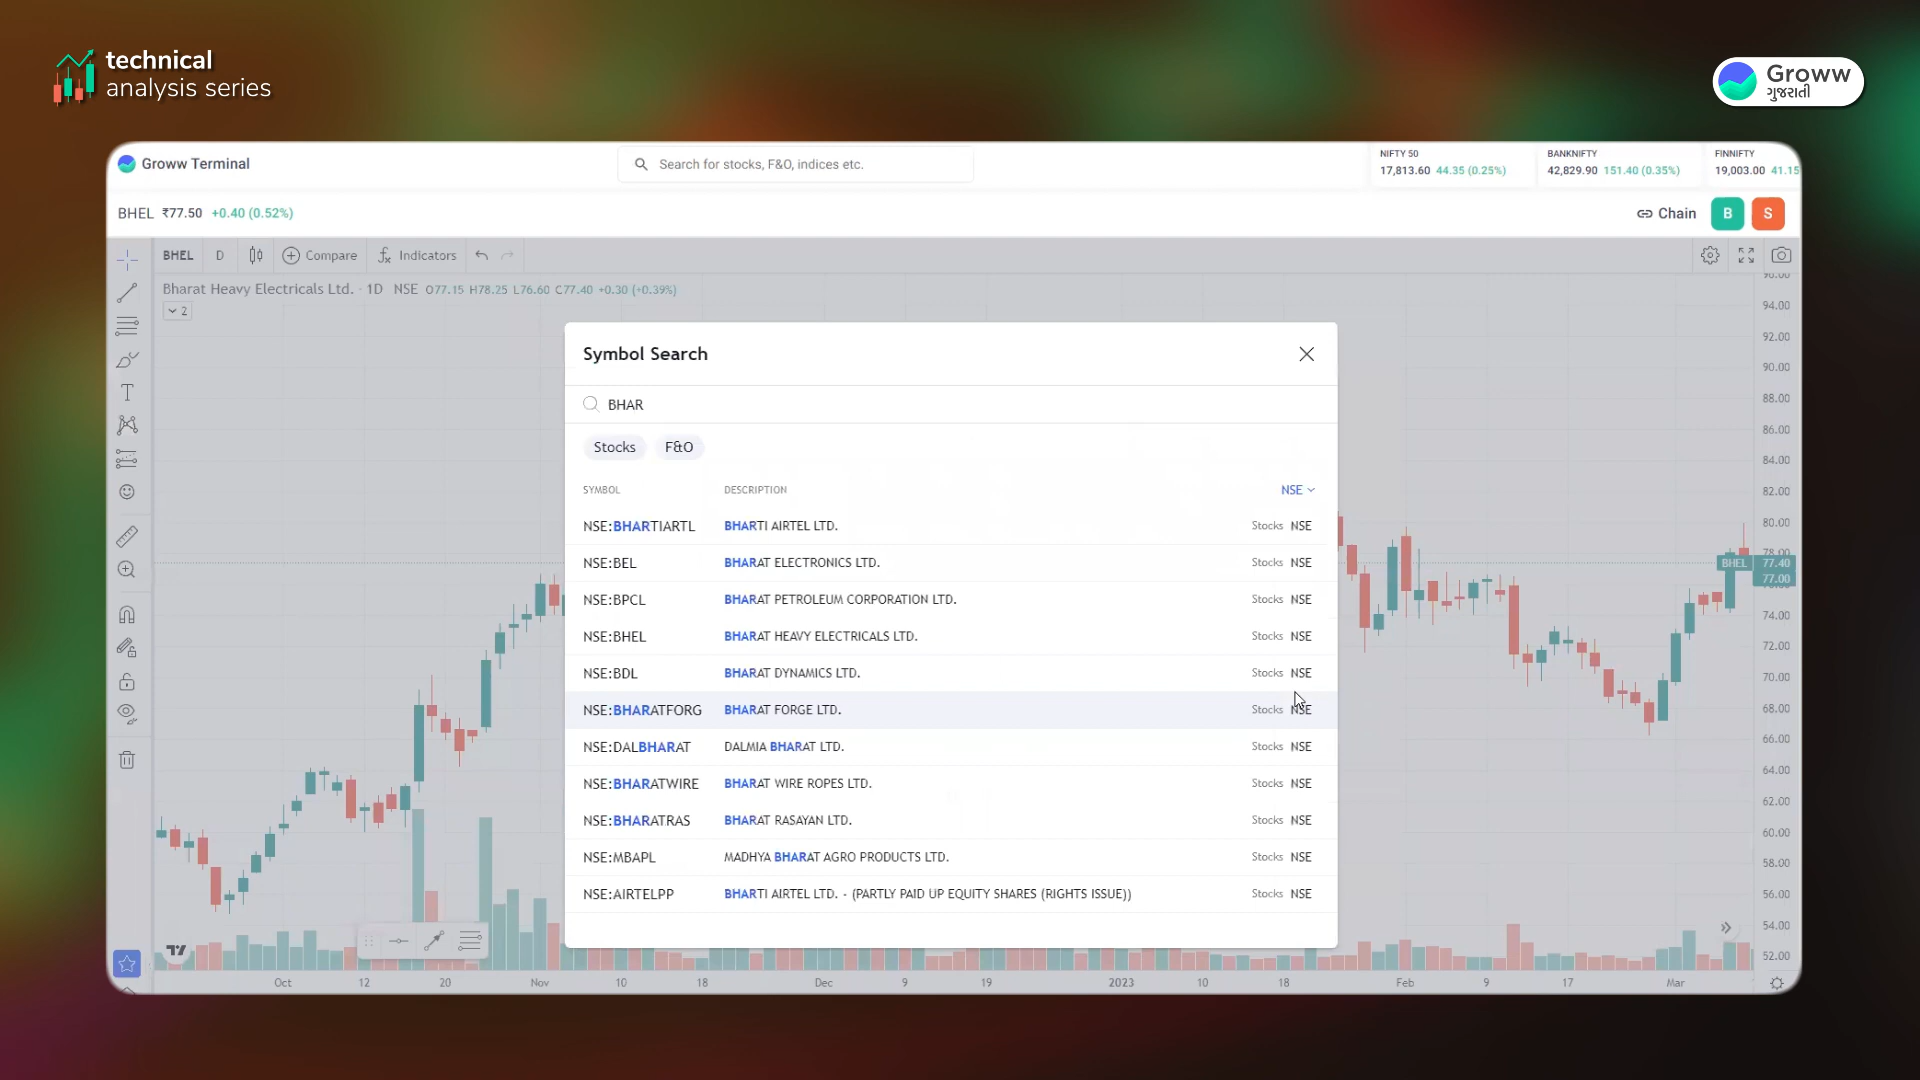 technical
analysis series
Groww
ગુજરાતી
Groww Terminal
Search for stocks, F&O, indices etc.
NIFTY 50
17,813.60 44.35 (0.25%)
BANKNIFTY
42,829.90 151.40 (0.35%)
FINNIFTY
19,003.00 41.15
BHEL ₹77.50 +0.40 (0.52%)
Chain
B
S
BHEL D Compare Indicators
Bharat Heavy Electricals Ltd. · 1D NSE O77.15 H78.25 L76.60 C77.40 +0.30 (+0.39%)
2
Symbol Search
BHAR
Stocks F&O
SYMBOL DESCRIPTION NSE
NSE:BHARTIARTL BHARTI AIRTEL LTD. Stocks NSE
NSE:BEL BHARAT ELECTRONICS LTD. Stocks NSE
NSE:BPCL BHARAT PETROLEUM CORPORATION LTD. Stocks NSE
NSE:BHEL BHARAT HEAVY ELECTRICALS LTD. Stocks NSE
NSE:BDL BHARAT DYNAMICS LTD. Stocks NSE
NSE:BHARATFORG BHARAT FORGE LTD. Stocks NSE
NSE:DALBHARAT DALMIA BHARAT LTD. Stocks NSE
NSE:BHARATWIRE BHARAT WIRE ROPES LTD. Stocks NSE
NSE:BHARATRAS BHARAT RASAYAN LTD. Stocks NSE
NSE:MBAPL MADHYA BHARAT AGRO PRODUCTS LTD. Stocks NSE
NSE:AIRTELPP BHARTI AIRTEL LTD. - (PARTLY PAID UP EQUITY SHARES (RIGHTS ISSUE)) Stocks NSE
96.00
94.00
92.00
90.00
88.00
86.00
84.00
82.00
80.00
78.00
BHEL 77.40
77.00
74.00
72.00
70.00
68.00
66.00
64.00
62.00
60.00
58.00
56.00
54.00
52.00
Oct 12 20 Nov 10 18 Dec 9 19 2023 10 18 Feb 9 17 Mar